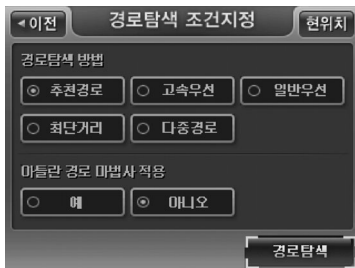 이전 경로탐색 조건지정 현위치
경로탐색 방법
추천경로 고속우선 일반우선
최단거리 다중경로
아틀란 경로 마법사 적용
예 아니오
경로탐색